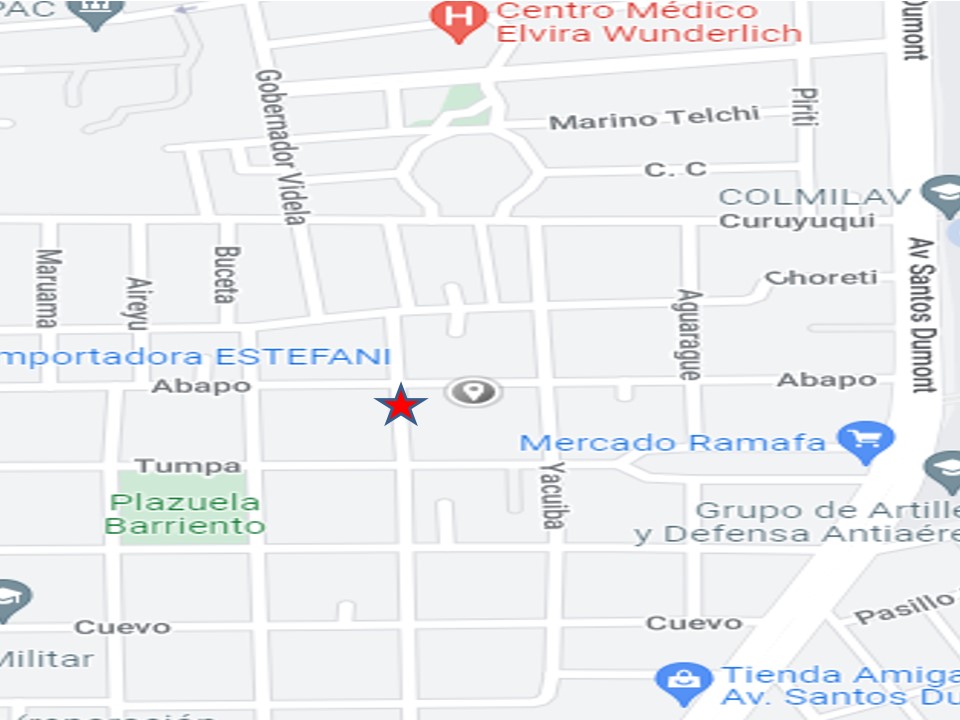 PAC
Centro Médico
Elvira Wunderlich
Dumont
Gobernador Videla
Piriti
Marino Telchi
C. C
COLMILAV
Curuyuqui
Maruama
Aireyu
Buceta
Choreti
Av Santos Dumont
Aguarague
mportadora ESTEFANI
Abapo
Abapo
Mercado Ramafa
Tumpa
Yacuiba
Plazuela
Barriento
Grupo de Artille
y Defensa Antiaére
Cuevo
Cuevo
Pasillo
Militar
Tienda Amiga
Av. Santos Du